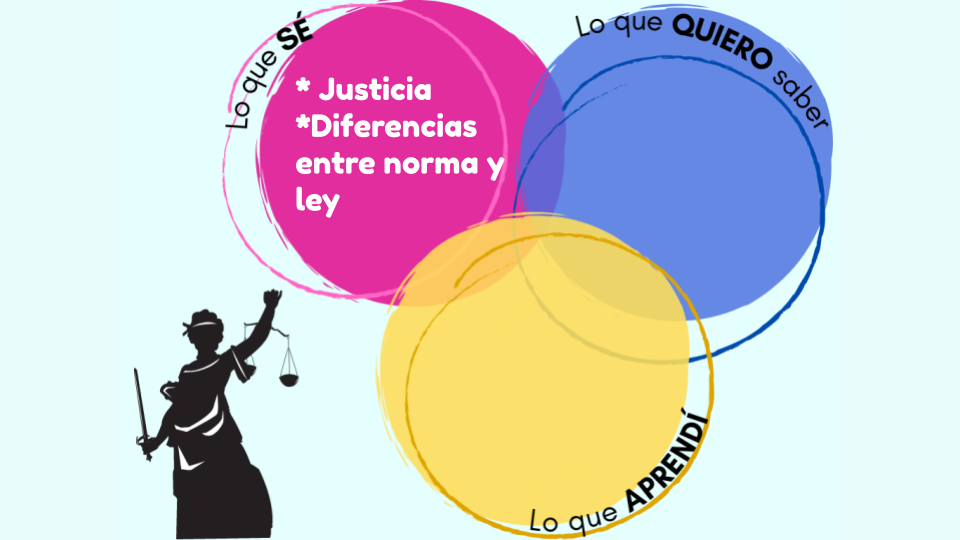 Lo que SÉ
* Justicia
*Diferencias
entre norma y
ley
Lo que QUIERO saber
Lo que APRENDÍ